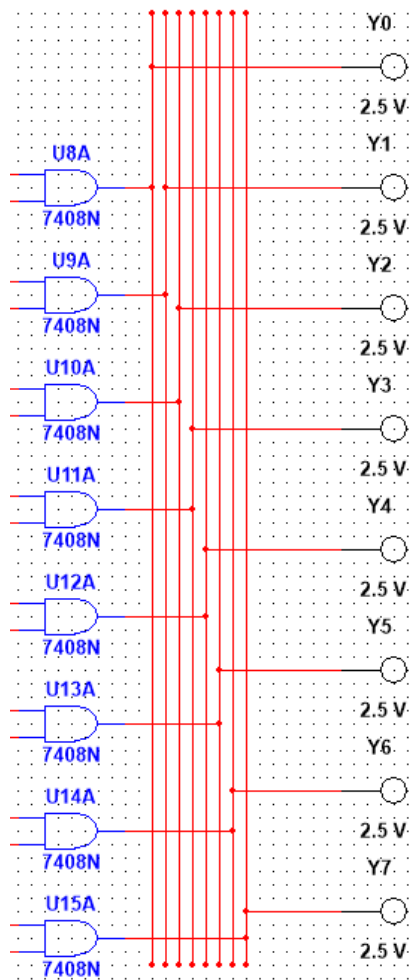 Y0
2.5 V
Y1
U8A
7408N
2.5 V
U9A
Y2
7408N
2.5 V
U10A
Y3
7408N
2.5 V
U11A
Y4
7408N
2.5 V
U12A
Y5
7408N
2.5 V
U13A
Y6
7408N
2.5 V
U14A
7408N
Y7
U15A
2.5 V
7408N